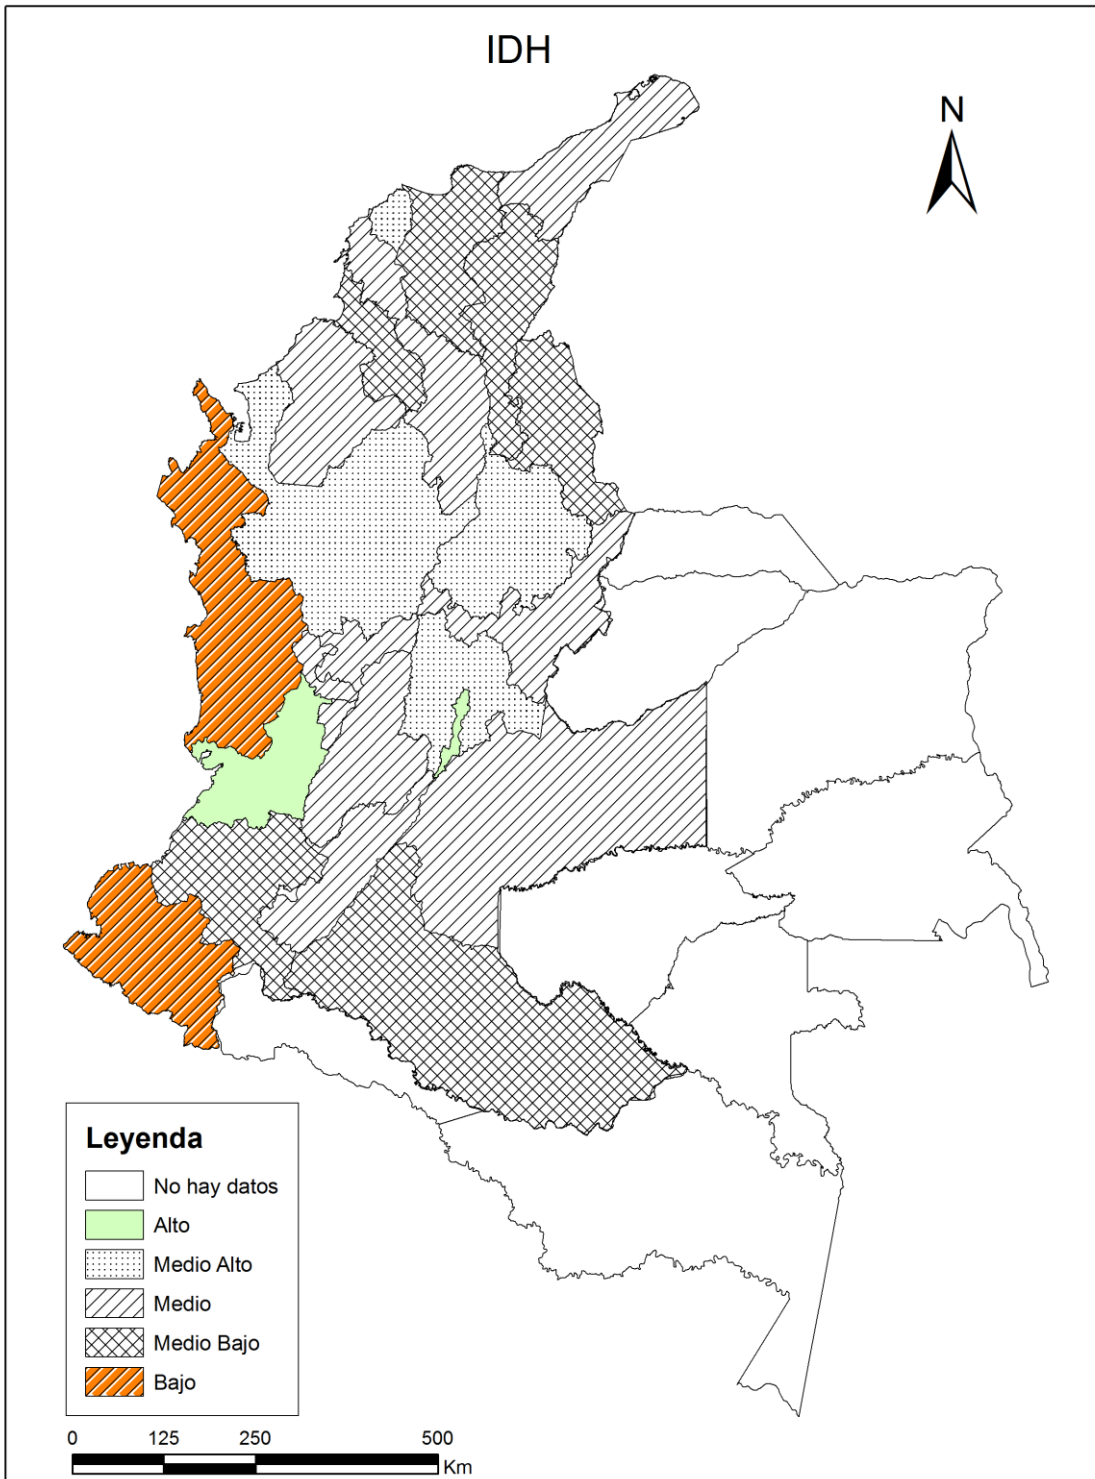 IDH
N
Leyenda
No hay datos
Alto
Medio Alto
Medio
Medio Bajo
Bajo
0 125 250 500
Km